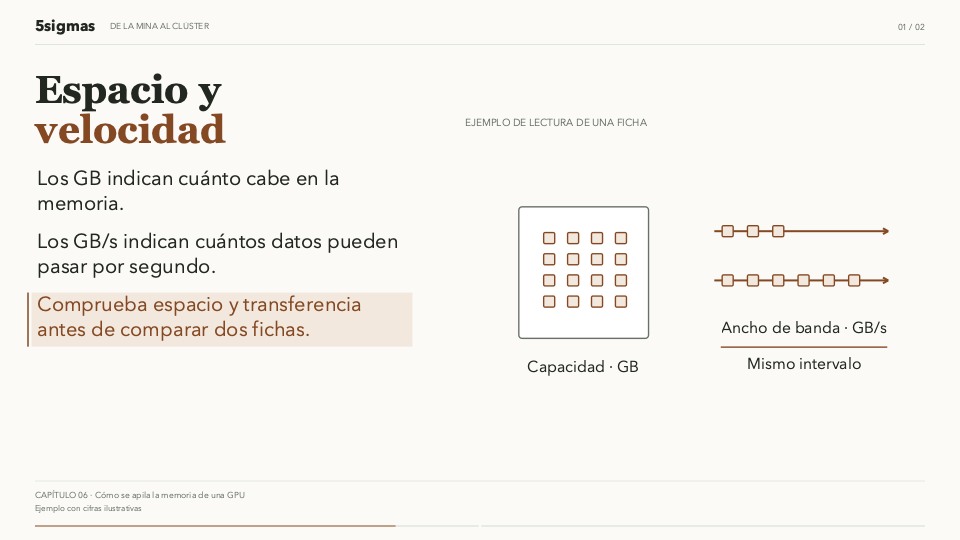 5sigmas
DE LA MINA AL CLÚSTER
01 / 02
Espacio y
velocidad
EJEMPLO DE LECTURA DE UNA FICHA
Los GB indican cuánto cabe en la
memoria.
Los GB/s indican cuántos datos pueden
pasar por segundo.
Comprueba espacio y transferencia
antes de comparar dos fichas.
Capacidad · GB
Ancho de banda · GB/s
Mismo intervalo
CAPÍTULO 06 · Cómo se apila la memoria de una GPU
Ejemplo con cifras ilustrativas